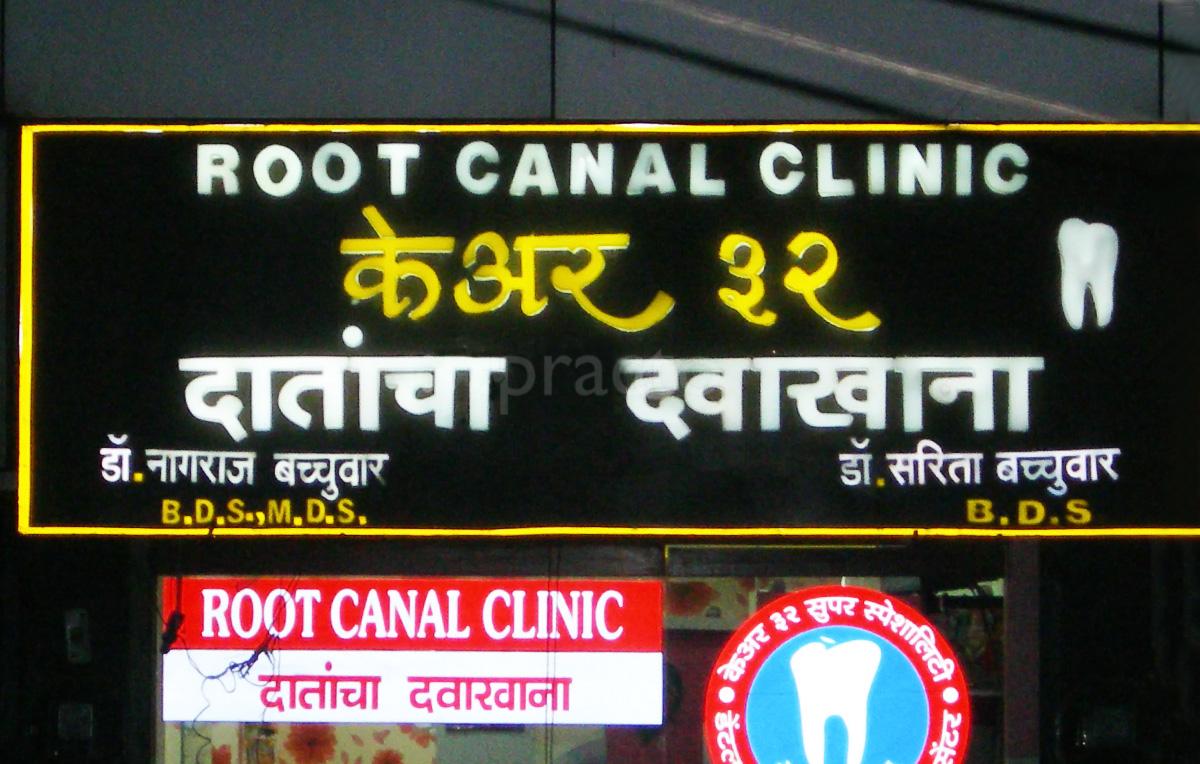 ROOT CANAL CLINIC
केअर ३२
दातांचा दवाखाना
डॉ.नागराज बच्चुवार
डॉ.सरिता बच्चुवार
B.D.S.,M.D.S.
B.D.S
ROOT CANAL CLINIC
दातांचा दवाखाना
केअर ३२ सुपर स्पेशालिटी